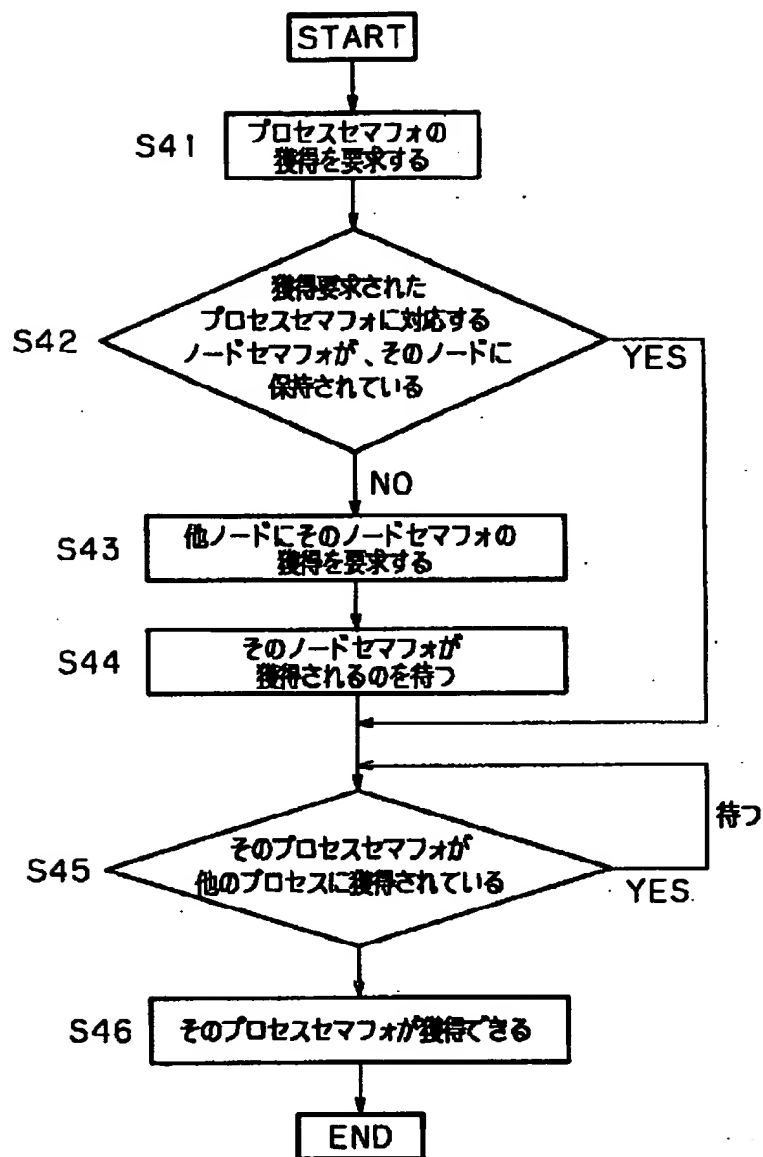 START
S41
プロセスセマフォの
獲得を要求する
S42
獲得要求された
プロセスセマフォに対応する
ノードセマフォが、そのノードに
保持されている
YES
NO
S43
他ノードにそのノードセマフォの
獲得を要求する
S44
そのノードセマフォが
獲得されるのを待つ
待つ
S45
そのプロセスセマフォが
他のプロセスに獲得されている
YES
S46
そのプロセスセマフォが獲得できる
END